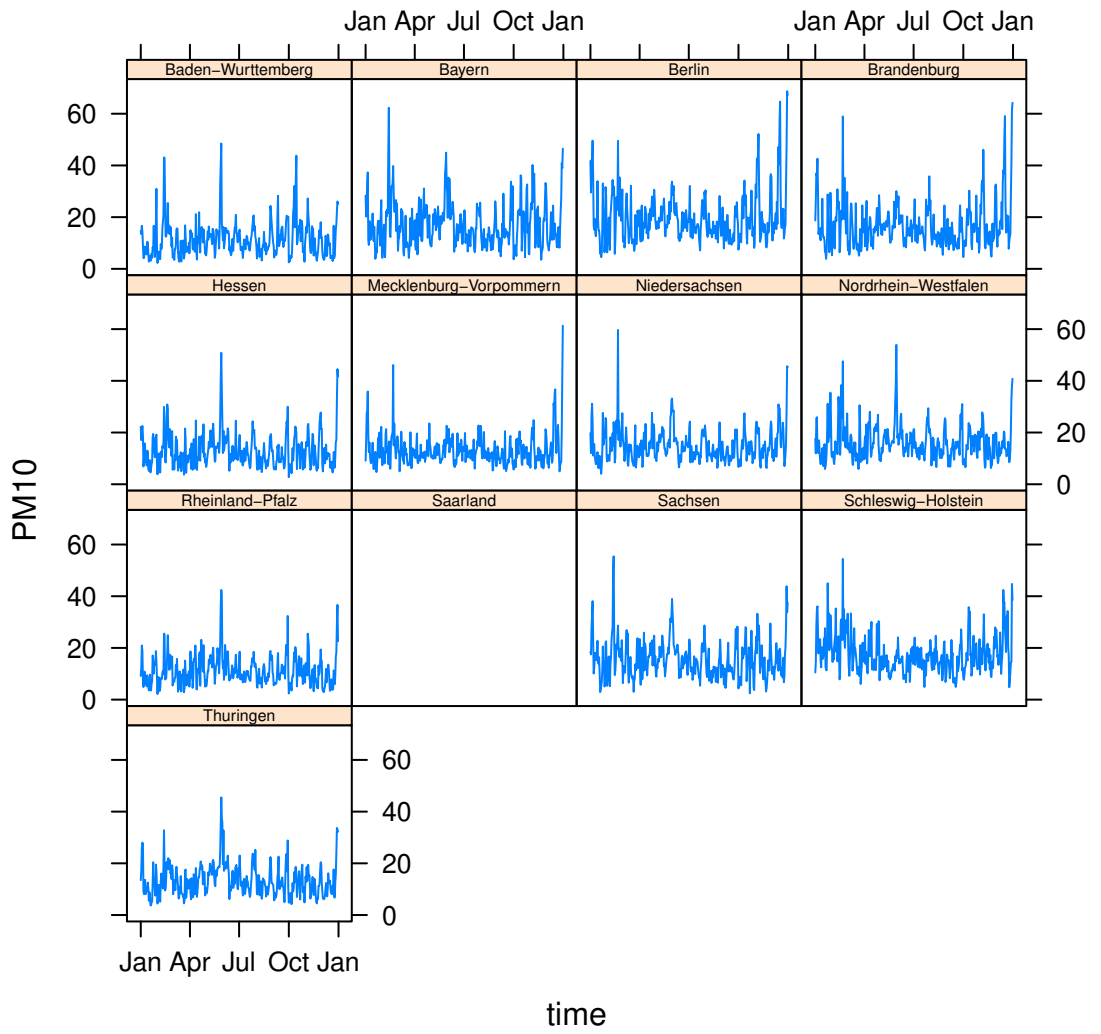 Jan Apr Jul Oct Jan Jan Apr Jul Oct Jan
Baden−Wurttemberg Bayern Berlin Brandenburg
60
40
20
0
Hessen Mecklenburg−Vorpommern Niedersachsen Nordrhein−Westfalen
60
40
20
0
PM10
Rheinland−Pfalz Saarland Sachsen Schleswig−Holstein
60
40
20
0
Thuringen
60
40
20
0
Jan Apr Jul Oct Jan
time